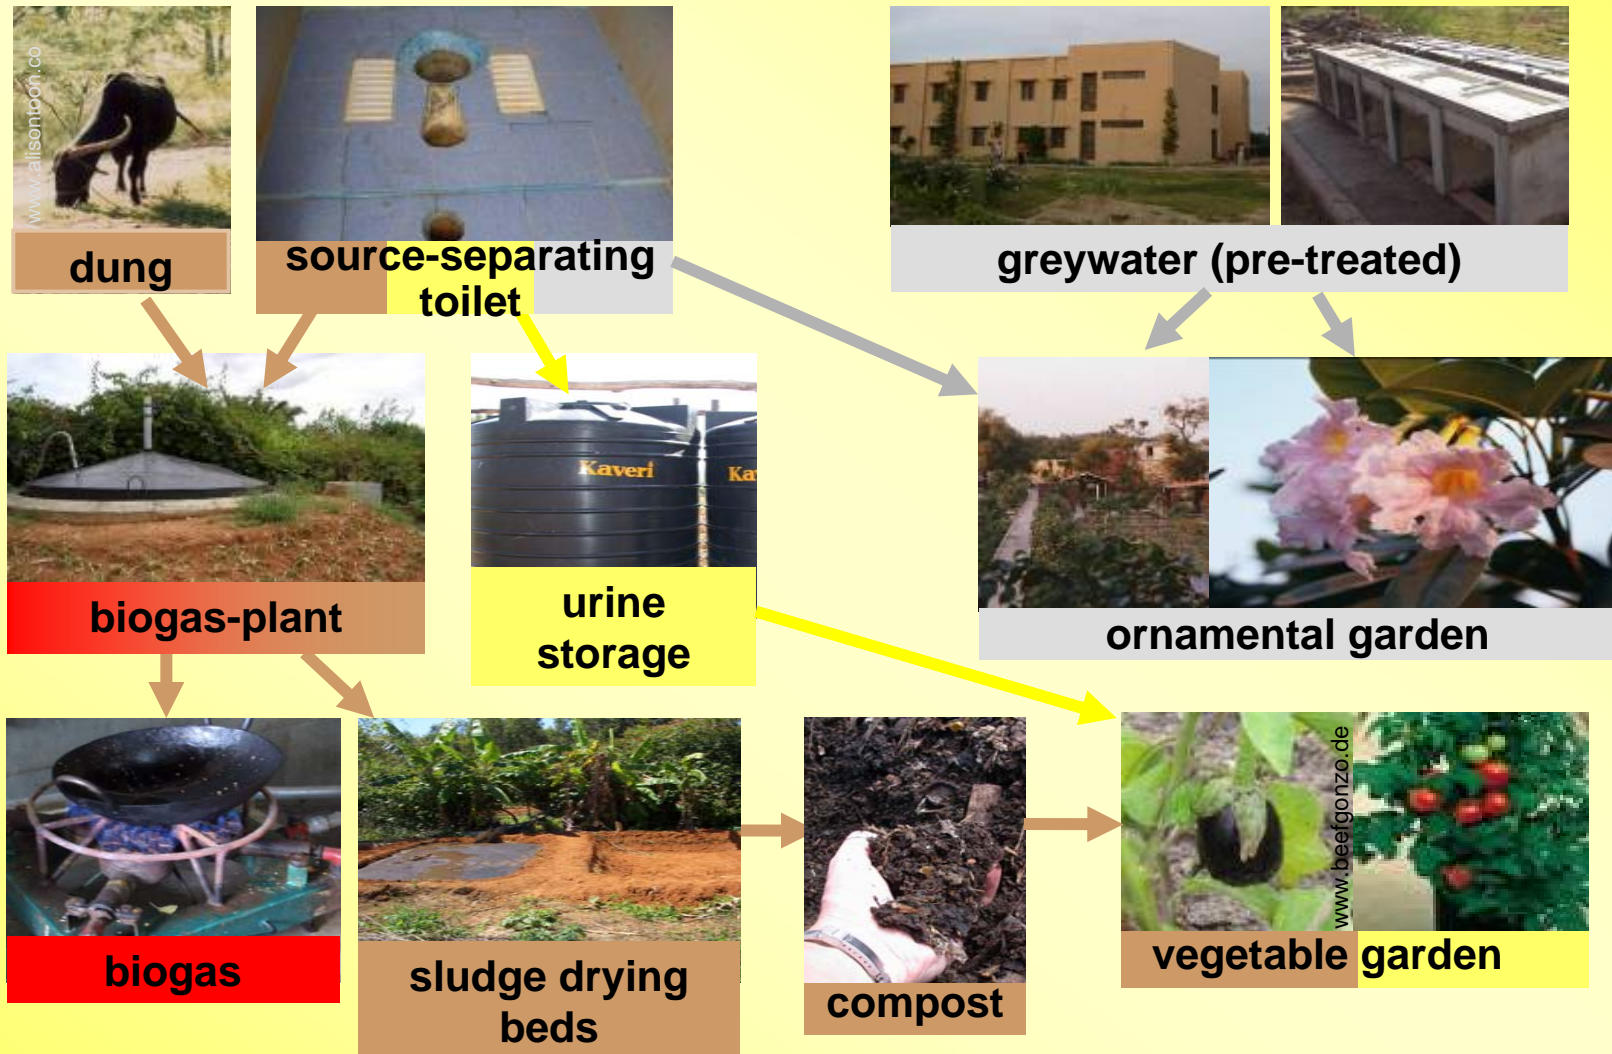 www.alisontoon.co
dung
source-separating
toilet
greywater (pre-treated)
Kaveri
Ka
biogas-plant
urine
storage
ornamental garden
biogas
sludge drying
beds
compost
www.beefgonzo.de
vegetable garden